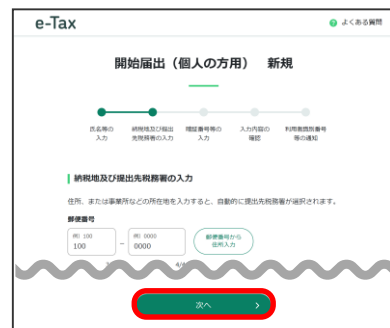 e-Tax
よくある質問
開始届出（個人の方用） 新規
氏名等の入力
納税地及び提出先税務署の入力
暗証番号等の入力
入力内容の確認
利用者識別番号等の通知
納税地及び提出先税務署の入力
住所、または事業所などの所在地を入力すると、自動的に提出先税務署が選択されます。
郵便番号
例）100
100
－
例）0000
0000
郵便番号から
住所入力
次へ